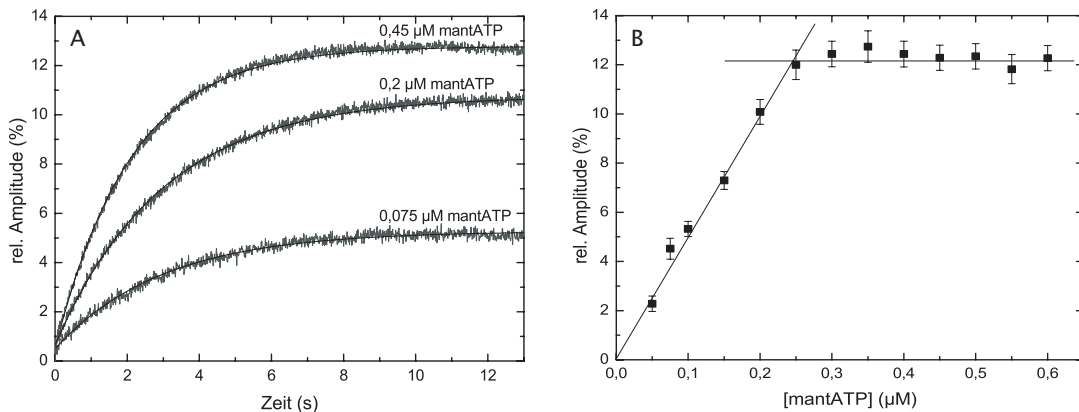 A
0,45 µM mantATP
0,2 µM mantATP
0,075 µM mantATP
rel. Amplitude (%)
14
12
10
8
6
4
2
0
0 2 4 6 8 10 12
Zeit (s)
B
rel. Amplitude (%)
14
12
10
8
6
4
2
0
0,0 0,1 0,2 0,3 0,4 0,5 0,6
[mantATP] (µM)